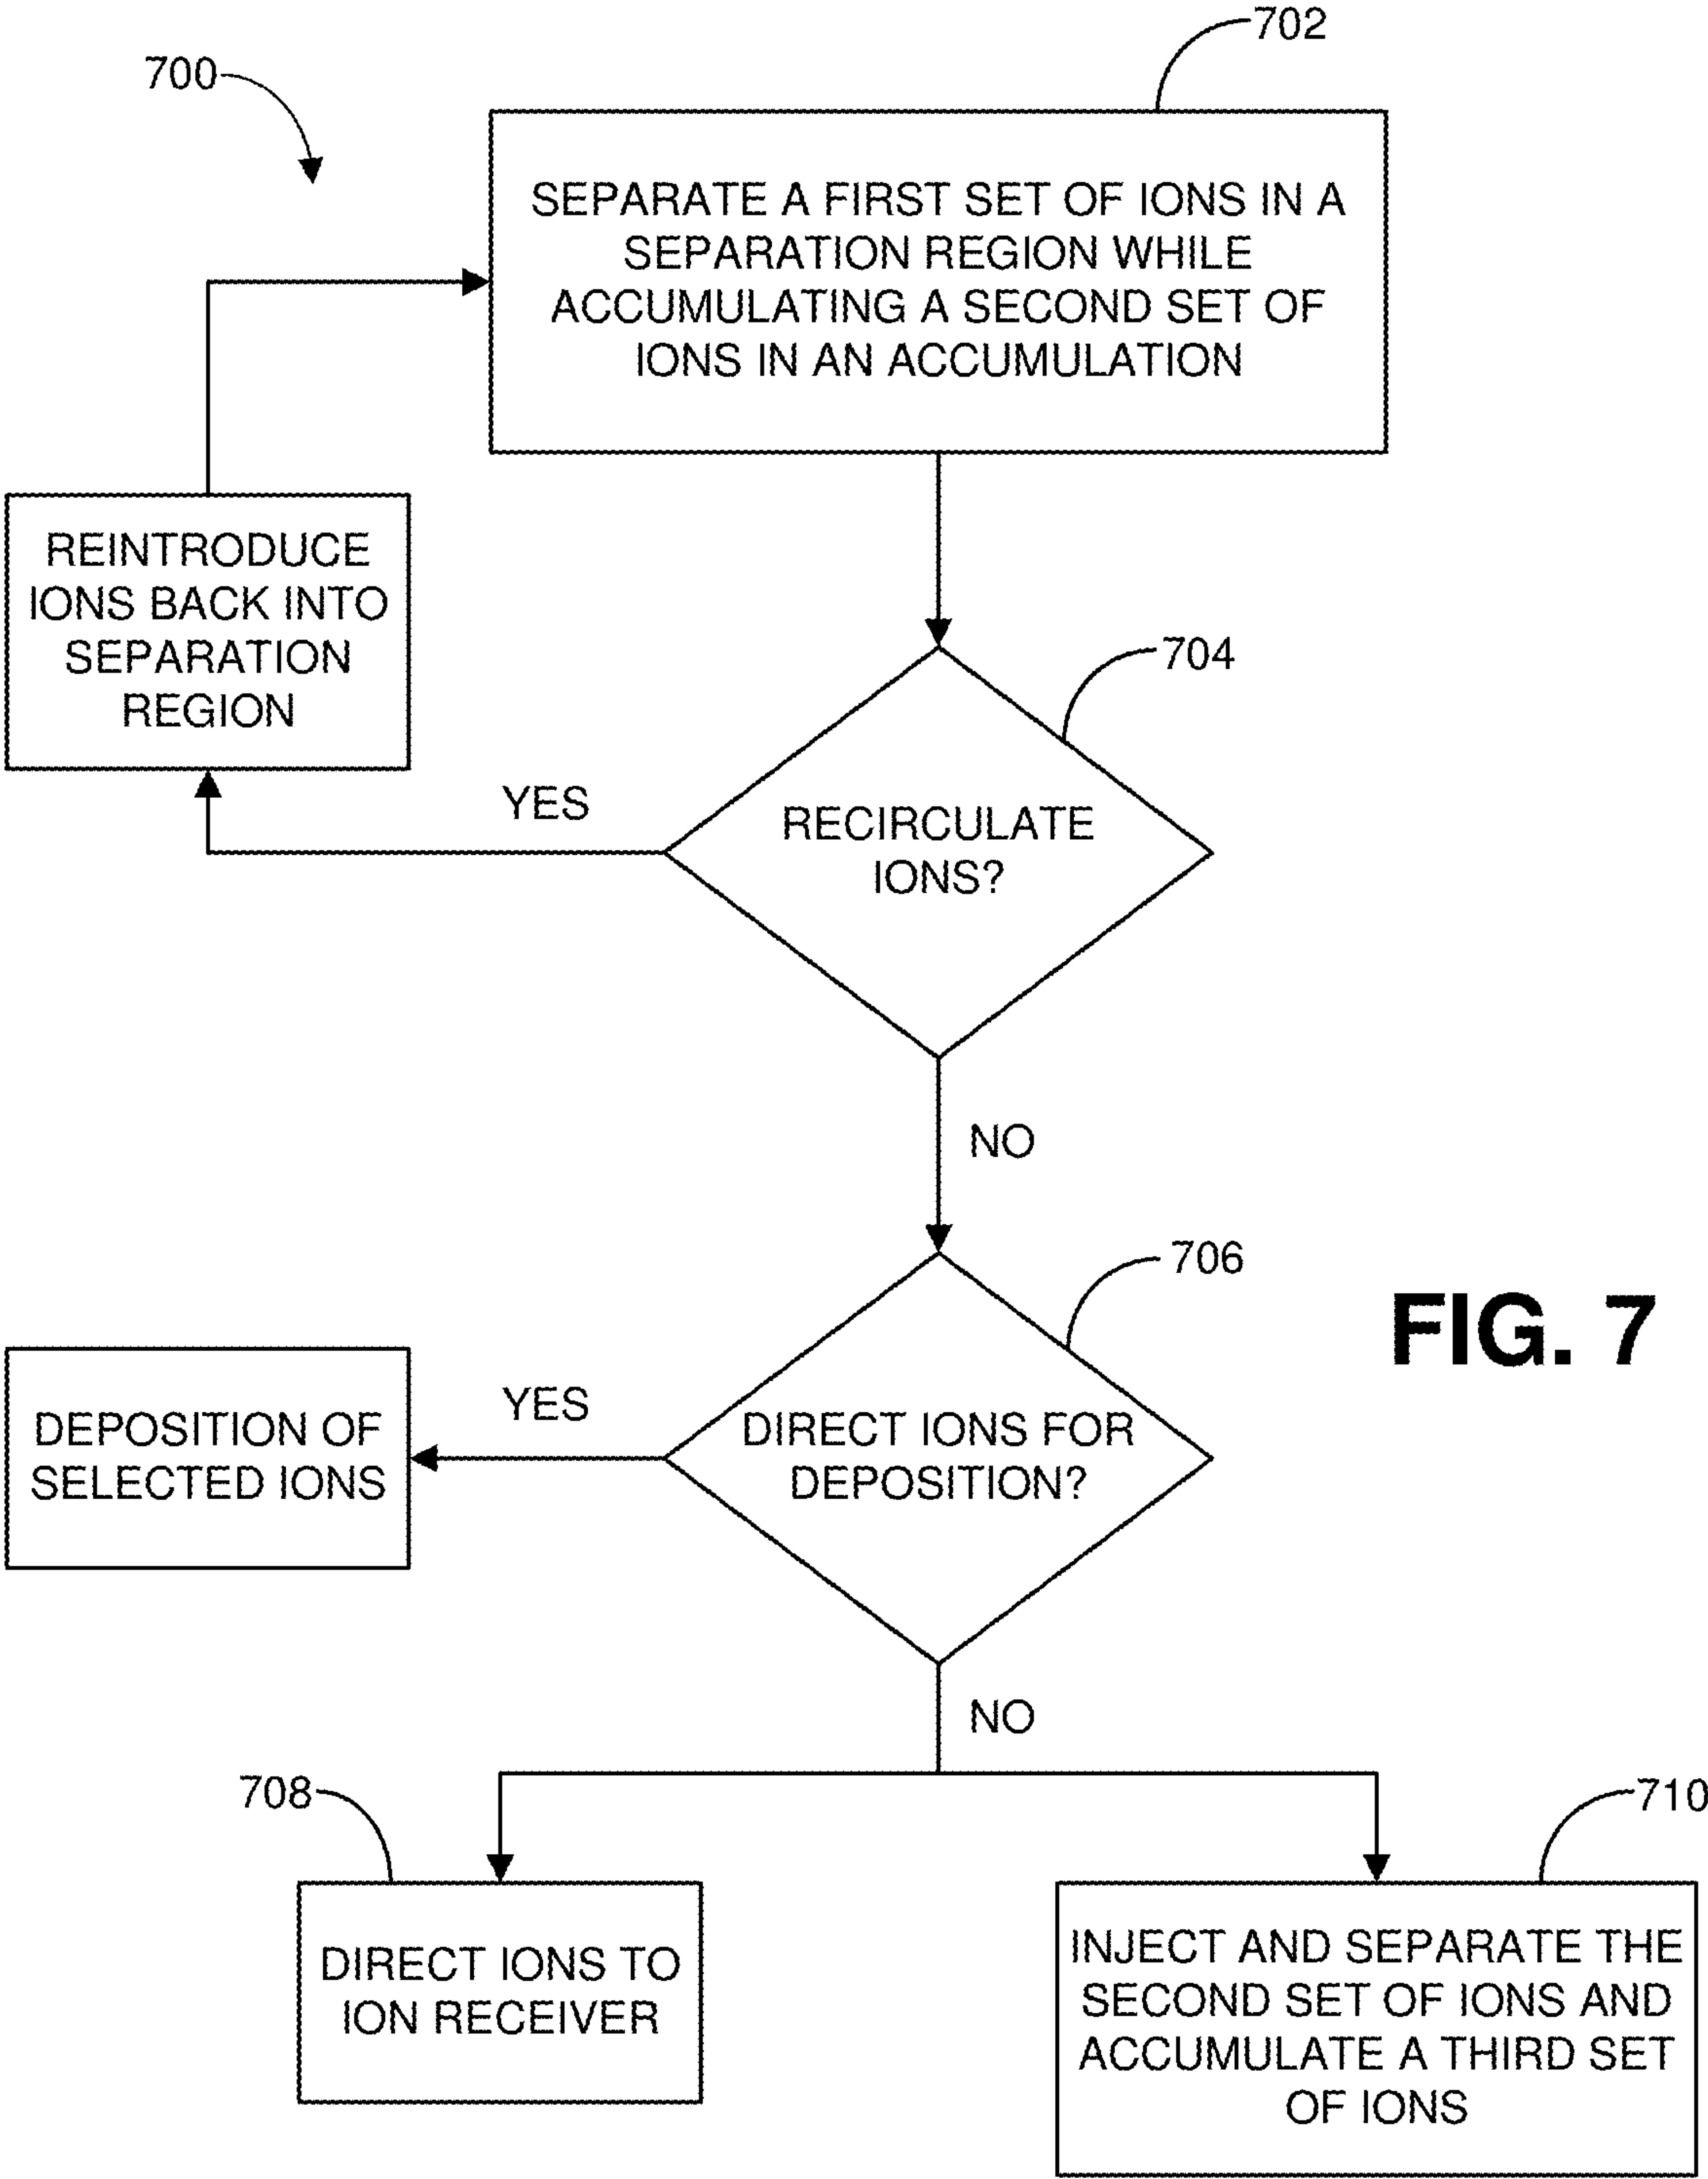 702
700
SEPARATE A FIRST SET OF IONS IN A
SEPARATION REGION WHILE
ACCUMULATING A SECOND SET OF
IONS IN AN ACCUMULATION
REINTRODUCE
IONS BACK INTO
SEPARATION
REGION
704
YES
RECIRCULATE
IONS?
NO
706
FIG. 7
YES
DIRECT IONS FOR
DEPOSITION?
DEPOSITION OF
SELECTED IONS
NO
708
710
DIRECT IONS TO
ION RECEIVER
INJECT AND SEPARATE THE
SECOND SET OF IONS AND
ACCUMULATE A THIRD SET
OF IONS